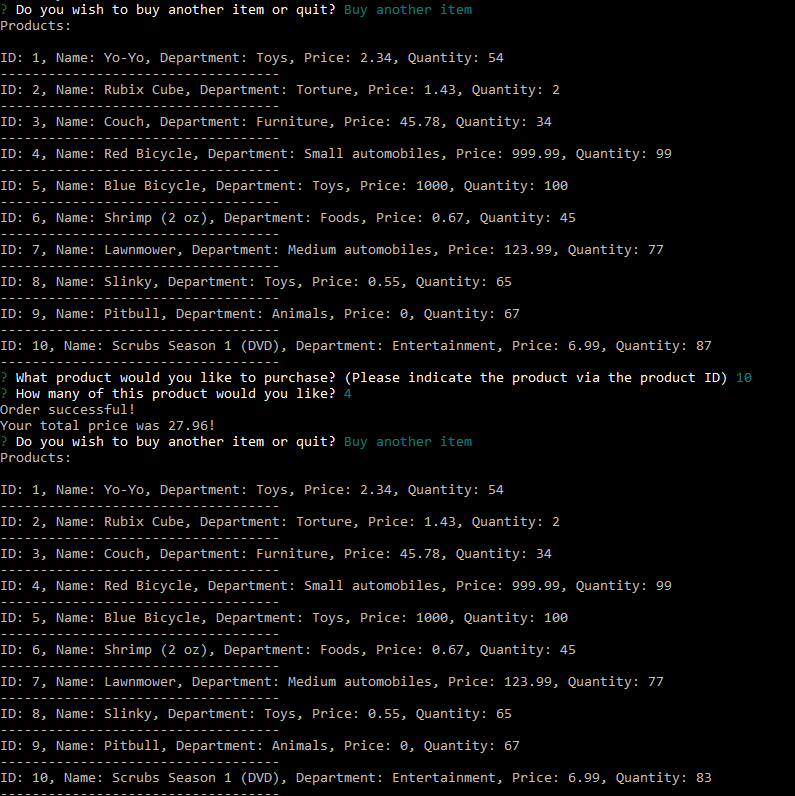 ? Do you wish to buy another item or quit? Buy another item
Products:
ID: 1, Name: Yo-Yo, Department: Toys, Price: 2.34, Quantity: 54
-----------------------------------
ID: 2, Name: Rubix Cube, Department: Torture, Price: 1.43, Quantity: 2
-----------------------------------
ID: 3, Name: Couch, Department: Furniture, Price: 45.78, Quantity: 34
-----------------------------------
ID: 4, Name: Red Bicycle, Department: Small automobiles, Price: 999.99, Quantity: 99
-----------------------------------
ID: 5, Name: Blue Bicycle, Department: Toys, Price: 1000, Quantity: 100
-----------------------------------
ID: 6, Name: Shrimp (2 oz), Department: Foods, Price: 0.67, Quantity: 45
-----------------------------------
ID: 7, Name: Lawnmower, Department: Medium automobiles, Price: 123.99, Quantity: 77
-----------------------------------
ID: 8, Name: Slinky, Department: Toys, Price: 0.55, Quantity: 65
-----------------------------------
ID: 9, Name: Pitbull, Department: Animals, Price: 0, Quantity: 67
-----------------------------------
ID: 10, Name: Scrubs Season 1 (DVD), Department: Entertainment, Price: 6.99, Quantity: 87
-----------------------------------
? What product would you like to purchase? (Please indicate the product via the product ID) 10
? How many of this product would you like? 4
Order successful!
Your total price was 27.96!
? Do you wish to buy another item or quit? Buy another item
Products:
ID: 1, Name: Yo-Yo, Department: Toys, Price: 2.34, Quantity: 54
-----------------------------------
ID: 2, Name: Rubix Cube, Department: Torture, Price: 1.43, Quantity: 2
-----------------------------------
ID: 3, Name: Couch, Department: Furniture, Price: 45.78, Quantity: 34
-----------------------------------
ID: 4, Name: Red Bicycle, Department: Small automobiles, Price: 999.99, Quantity: 99
-----------------------------------
ID: 5, Name: Blue Bicycle, Department: Toys, Price: 1000, Quantity: 100
-----------------------------------
ID: 6, Name: Shrimp (2 oz), Department: Foods, Price: 0.67, Quantity: 45
-----------------------------------
ID: 7, Name: Lawnmower, Department: Medium automobiles, Price: 123.99, Quantity: 77
-----------------------------------
ID: 8, Name: Slinky, Department: Toys, Price: 0.55, Quantity: 65
-----------------------------------
ID: 9, Name: Pitbull, Department: Animals, Price: 0, Quantity: 67
-----------------------------------
ID: 10, Name: Scrubs Season 1 (DVD), Department: Entertainment, Price: 6.99, Quantity: 83
-----------------------------------